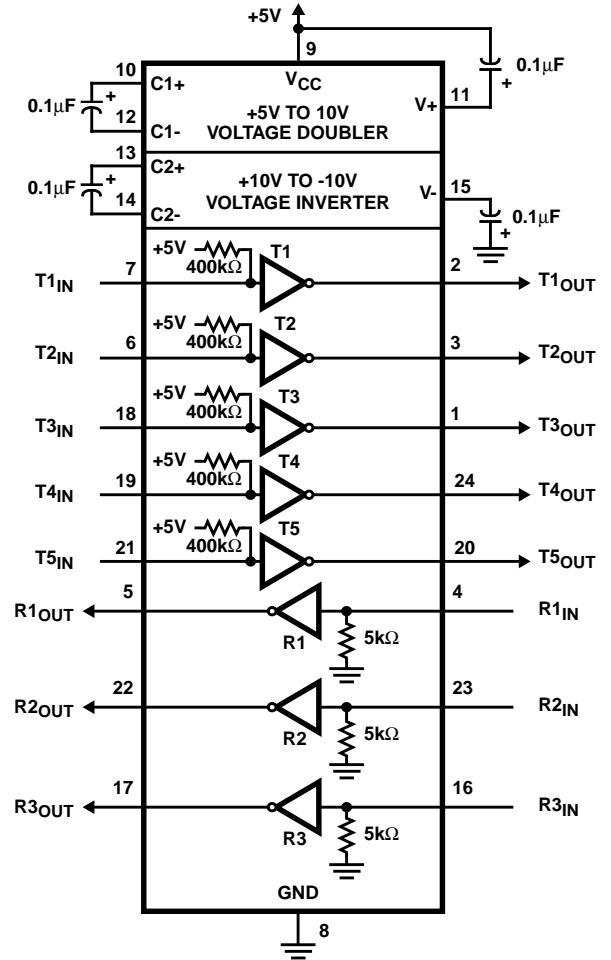 +5V
9
10
C1+
VCC
0.1μF
+
+
0.1μF
11
V+
12
C1-
+5V TO 10V
VOLTAGE DOUBLER
13
C2+
0.1μF
+
14
C2-
+10V TO -10V
VOLTAGE INVERTER
V-
15
0.1μF
+
+5V
400kΩ
T1
T1IN
7
2
T1OUT
+5V
400kΩ
T2
T2IN
6
3
T2OUT
+5V
400kΩ
T3
T3IN
18
1
T3OUT
+5V
400kΩ
T4
T4IN
19
24
T4OUT
+5V
400kΩ
T5
T5IN
21
20
T5OUT
R1OUT
5
4
R1IN
R1
5kΩ
R2OUT
22
23
R2IN
R2
5kΩ
R3OUT
17
16
R3IN
R3
5kΩ
GND
8